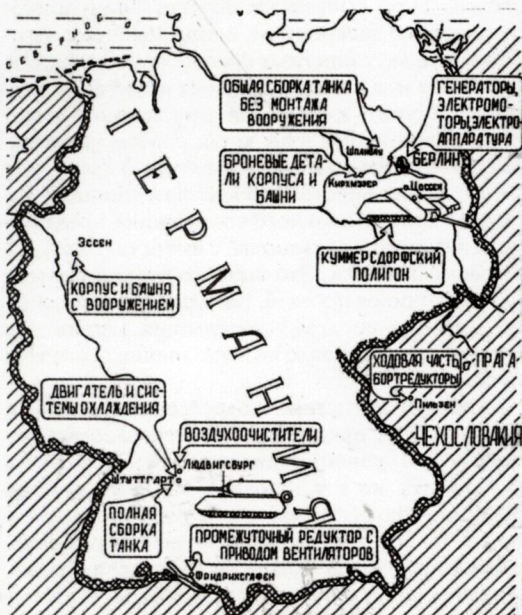 СЕВЕРНОЕ
ГЕРМАНИЯ
ОБЩАЯ СБОРКА ТАНКА
БЕЗ МОНТАЖА
ВООРУЖЕНИЯ
ГЕНЕРАТОРЫ,
ЭЛЕКТРОМО-
ТОРЫ, ЭЛЕКТРО-
АППАРАТУРА
Шпандау
БЕРЛИН
БРОНЕВЫЕ ДЕТА-
ЛИ КОРПУСА И
БАШНИ
Кирхмезер
Цоссен
КУММЕРСДОРФСКИЙ
ПОЛИГОН
ЭССЕН
КОРПУС И БАШНЯ
С ВООРУЖЕНИЕМ
ХОДОВАЯ ЧАСТЬ,
БОРТРЕДУКТОРЫ
ПРАГА
Пильзен
ЧЕХОСЛОВАКИЯ
ДВИГАТЕЛЬ И СИС-
ТЕМЫ ОХЛАЖДЕНИЯ
ВОЗДУХООЧИСТИТЕЛИ
ЛЮДВИГСБУРГ
ШТУТТГАРТ
ПОЛНАЯ
СБОРКА
ТАНКА
ПРОМЕЖУТОЧНЫЙ РЕДУКТОР С
ПРИВОДОМ ВЕНТИЛЯТОРОВ
ФРИДРИХСГАФЕН